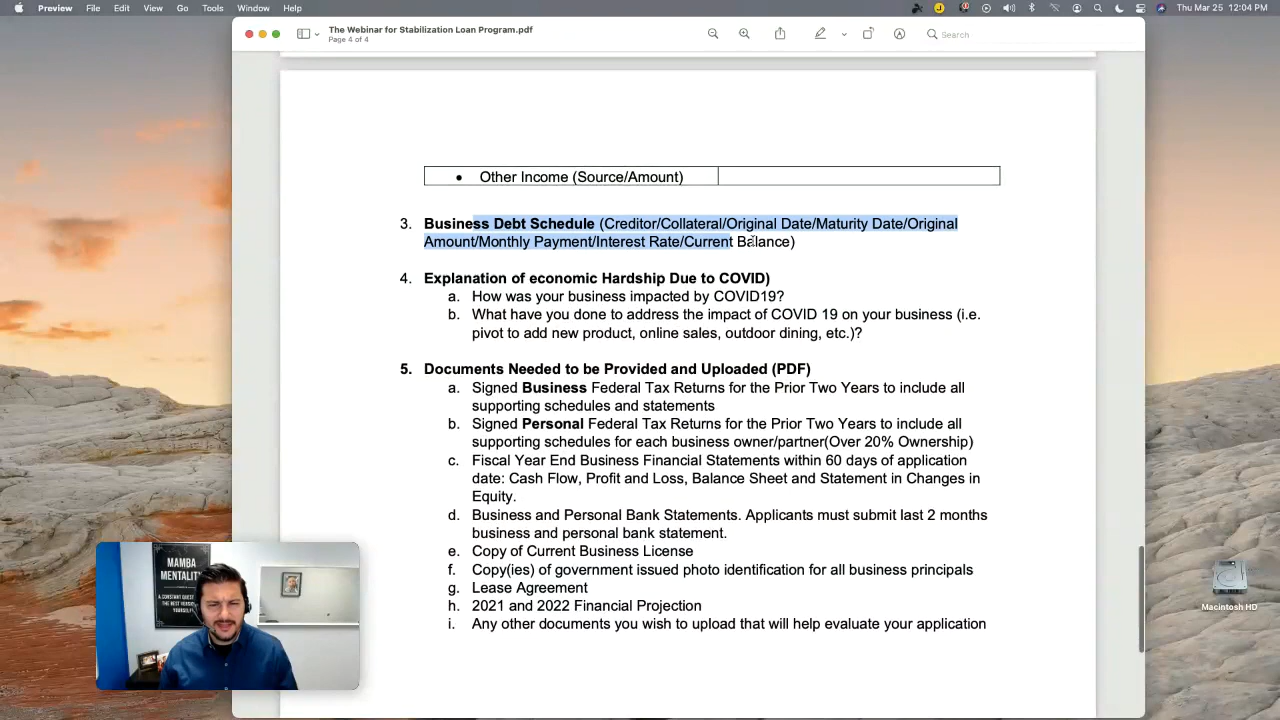 Preview File Edit View Go Tools Window Help Thu Mar 25 12:04 PM
The Webinar for Stabilization Loan Program.pdf
Page 4 of 4
Search
• Other Income (Source/Amount)
3. Business Debt Schedule (Creditor/Collateral/Original Date/Maturity Date/Original
Amount/Monthly Payment/Interest Rate/Current Balance)
4. Explanation of economic Hardship Due to COVID)
a. How was your business impacted by COVID19?
b. What have you done to address the impact of COVID 19 on your business (i.e.
pivot to add new product, online sales, outdoor dining, etc.)?
5. Documents Needed to be Provided and Uploaded (PDF)
a. Signed Business Federal Tax Returns for the Prior Two Years to include all
supporting schedules and statements
b. Signed Personal Federal Tax Returns for the Prior Two Years to include all
supporting schedules for each business owner/partner(Over 20% Ownership)
c. Fiscal Year End Business Financial Statements within 60 days of application
date: Cash Flow, Profit and Loss, Balance Sheet and Statement in Changes in
Equity.
d. Business and Personal Bank Statements. Applicants must submit last 2 months
business and personal bank statement.
e. Copy of Current Business License
f. Copy(ies) of government issued photo identification for all business principals
g. Lease Agreement
h. 2021 and 2022 Financial Projection
i. Any other documents you wish to upload that will help evaluate your application
MAMBA
MENTALITY
A CONSTANT QUEST
THE BEST
YOURSELF
Macintosh HD